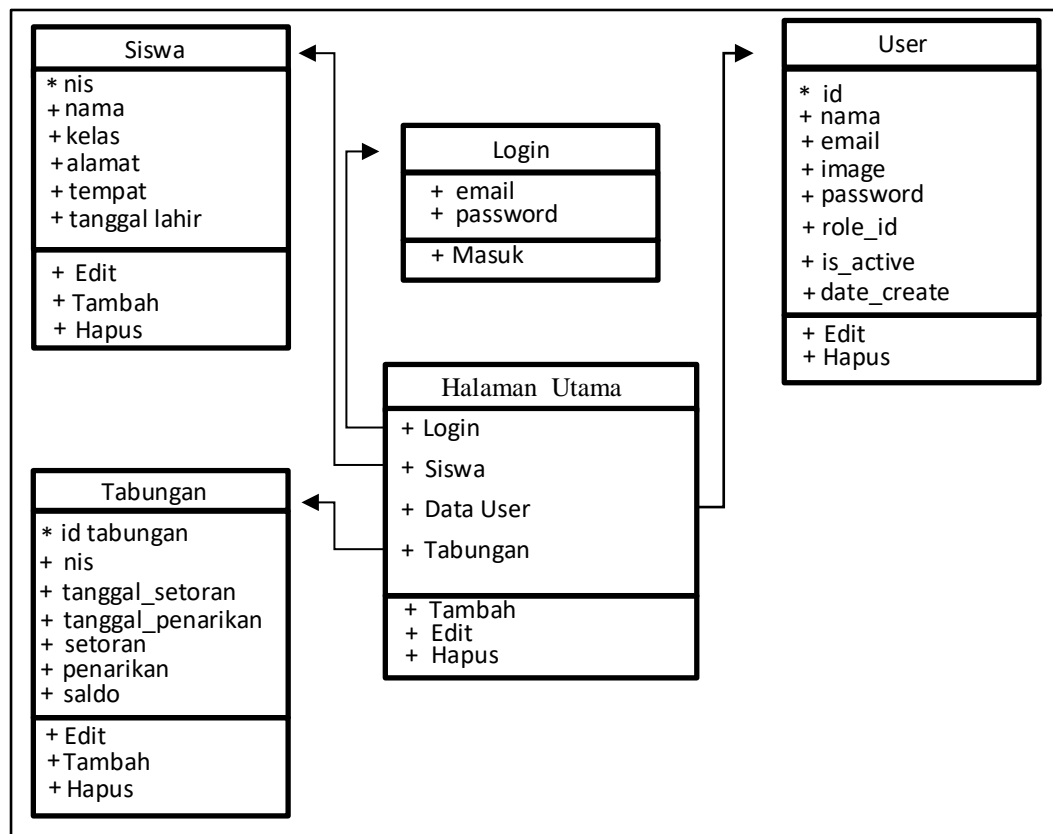 Siswa
* nis
+ nama
+ kelas
+ alamat
+ tempat
+ tanggal lahir
+ Edit
+ Tambah
+ Hapus
Login
+ email
+ password
+ Masuk
User
* id
+ nama
+ email
+ image
+ password
+ role_id
+ is_active
+ date_create
+ Edit
+ Hapus
Halaman Utama
+ Login
+ Siswa
+ Data User
+ Tabungan
+ Tambah
+ Edit
+ Hapus
Tabungan
* id tabungan
+ nis
+ tanggal_setoran
+ tanggal_penarikan
+ setoran
+ penarikan
+ saldo
+ Edit
+ Tambah
+ Hapus